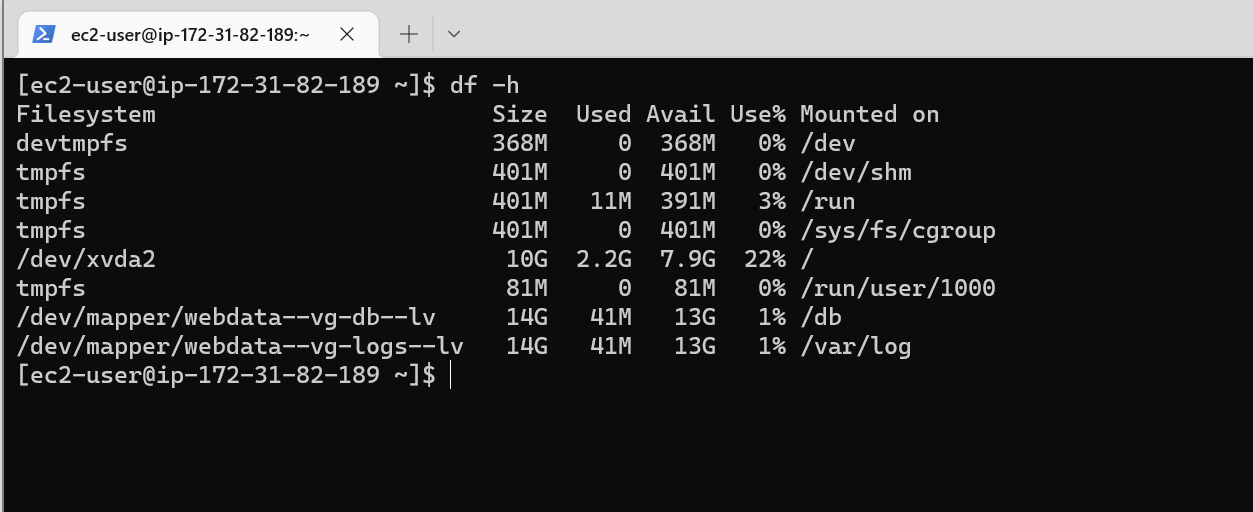 ec2-user@ip-172-31-82-189:~
[ec2-user@ip-172-31-82-189 ~]$ df -h
Filesystem                        Size  Used Avail Use% Mounted on
devtmpfs                          368M     0  368M   0% /dev
tmpfs                             401M     0  401M   0% /dev/shm
tmpfs                             401M   11M  391M   3% /run
tmpfs                             401M     0  401M   0% /sys/fs/cgroup
/dev/xvda2                         10G  2.2G  7.9G  22% /
tmpfs                              81M     0   81M   0% /run/user/1000
/dev/mapper/webdata--vg-db--lv     14G   41M   13G   1% /db
/dev/mapper/webdata--vg-logs--lv   14G   41M   13G   1% /var/log
[ec2-user@ip-172-31-82-189 ~]$